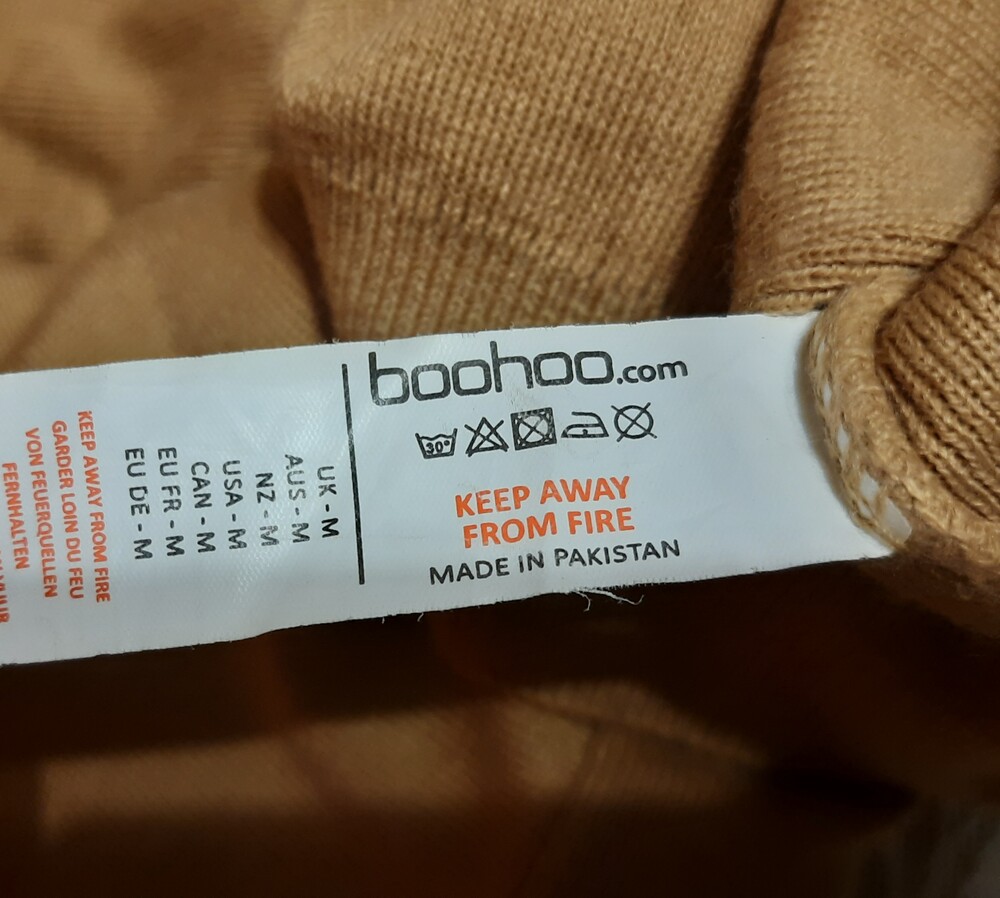 boohoo.com
30°
KEEP AWAY
FROM FIRE
MADE IN PAKISTAN
UK - M
AUS - M
NZ - M
USA - M
CAN - M
EU FR - M
EU DE - M
KEEP AWAY FROM FIRE
GARDER LOIN DU FEU
VON FEUERQUELLEN
FERNHALTEN